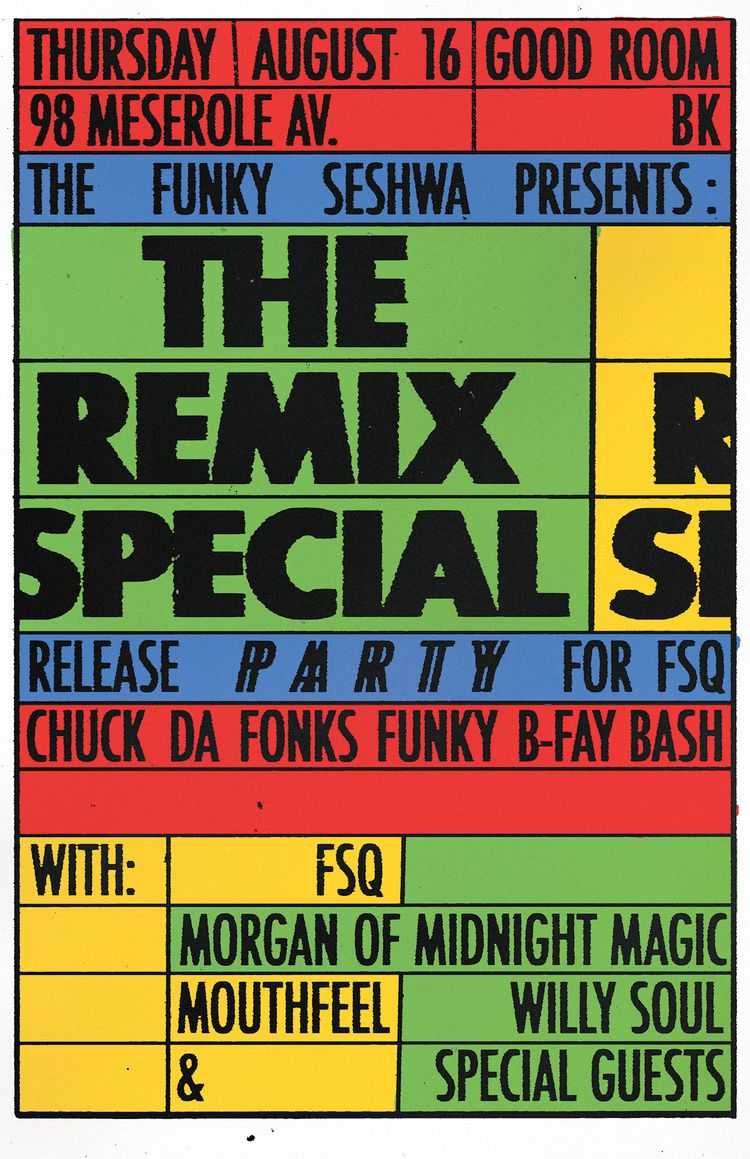 THURSDAY AUGUST 16 GOOD ROOM
98 MESEROLE AV. BK
THE FUNKY SESHWA PRESENTS :
THE
REMIX R
SPECIAL SP
RELEASE PARTY FOR FSQ
CHUCK DA FONKS FUNKY B-FAY BASH
WITH: FSQ
MORGAN OF MIDNIGHT MAGIC
MOUTHFEEL WILLY SOUL
& SPECIAL GUESTS